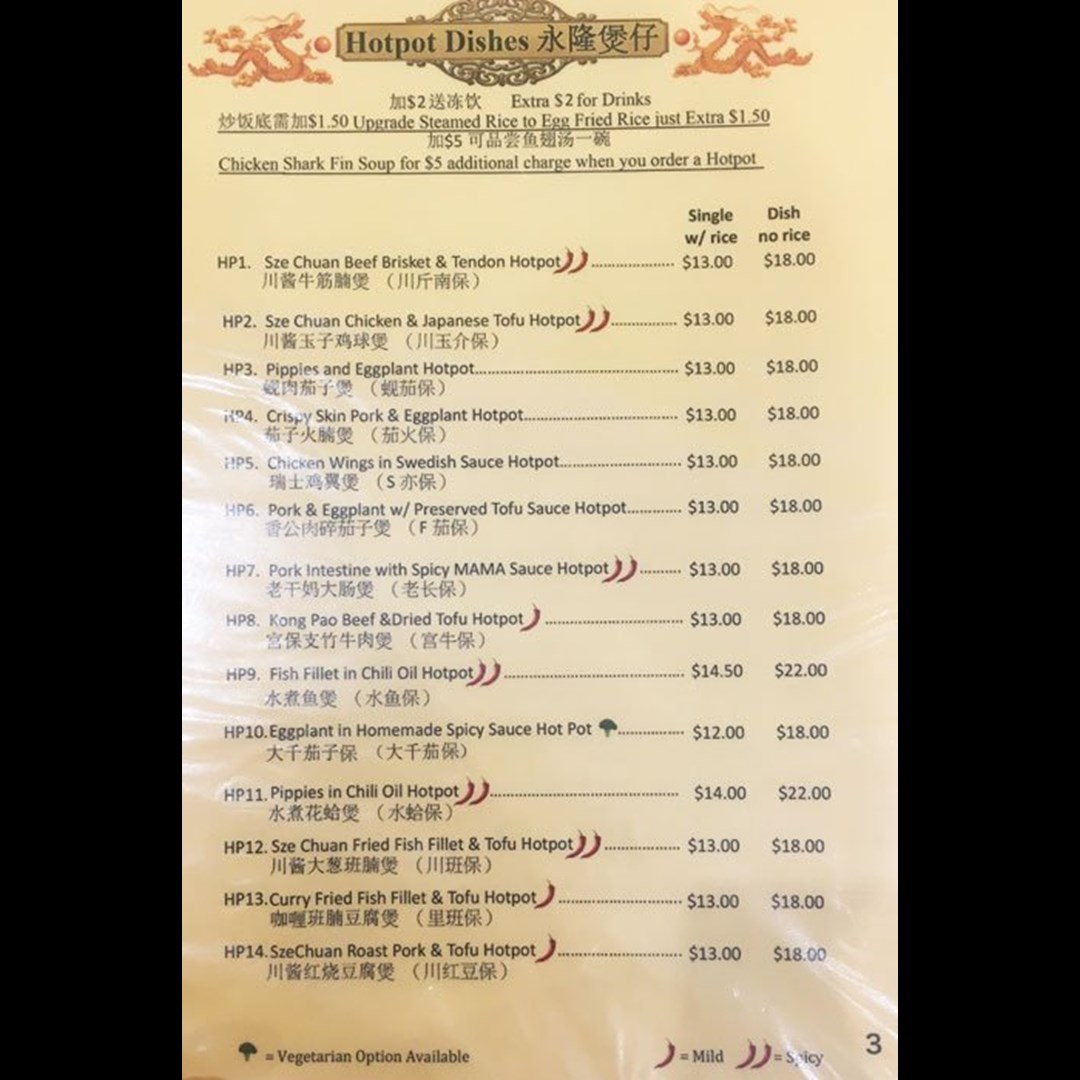 Hotpot Dishes 永隆煲仔
加$2送冻饮 Extra $2 for Drinks
炒饭底需加$1.50 Upgrade Steamed Rice to Egg Fried Rice just Extra $1.50
加$5 可品尝鱼翅汤一碗
Chicken Shark Fin Soup for $5 additional charge when you order a Hotpot
Single Dish
w/ rice no rice
HP1. Sze Chuan Beef Brisket & Tendon Hotpot ..................... $13.00 $18.00
川酱牛筋腩煲 （川斤南保）
HP2. Sze Chuan Chicken & Japanese Tofu Hotpot ................ $13.00 $18.00
川酱玉子鸡球煲 （川玉介保）
HP3. Pippies and Eggplant Hotpot.................................................. $13.00 $18.00
蚬肉茄子煲 （蚬茄保）
HP4. Crispy Skin Pork & Eggplant Hotpot...................................... $13.00 $18.00
茄子火腩煲 （茄火保）
HP5. Chicken Wings in Swedish Sauce Hotpot.............................. $13.00 $18.00
瑞士鸡翼煲 （S 亦保）
HP6. Pork & Eggplant w/ Preserved Tofu Sauce Hotpot............. $13.00 $18.00
香公肉碎茄子煲 （F 茄保）
HP7. Pork Intestine with Spicy MAMA Sauce Hotpot .......... $13.00 $18.00
老干妈大肠煲 （老长保）
HP8. Kong Pao Beef &Dried Tofu Hotpot .................................. $13.00 $18.00
宫保支竹牛肉煲 （宫牛保）
HP9. Fish Fillet in Chili Oil Hotpot ............................................ $14.50 $22.00
水煮鱼煲 （水鱼保）
HP10.Eggplant in Homemade Spicy Sauce Hot Pot ................ $12.00 $18.00
大千茄子保 （大千茄保）
HP11. Pippies in Chili Oil Hotpot .............................................. $14.00 $22.00
水煮花蛤煲 （水蛤保）
HP12. Sze Chuan Fried Fish Fillet & Tofu Hotpot ................... $13.00 $18.00
川酱大葱班腩煲 （川班保）
HP13.Curry Fried Fish Fillet & Tofu Hotpot .............................. $13.00 $18.00
咖喱班腩豆腐煲 （里班保）
HP14.SzeChuan Roast Pork & Tofu Hotpot .............................. $13.00 $18.00
川酱红烧豆腐煲 （川红豆保）
= Vegetarian Option Available = Mild = Spicy 3